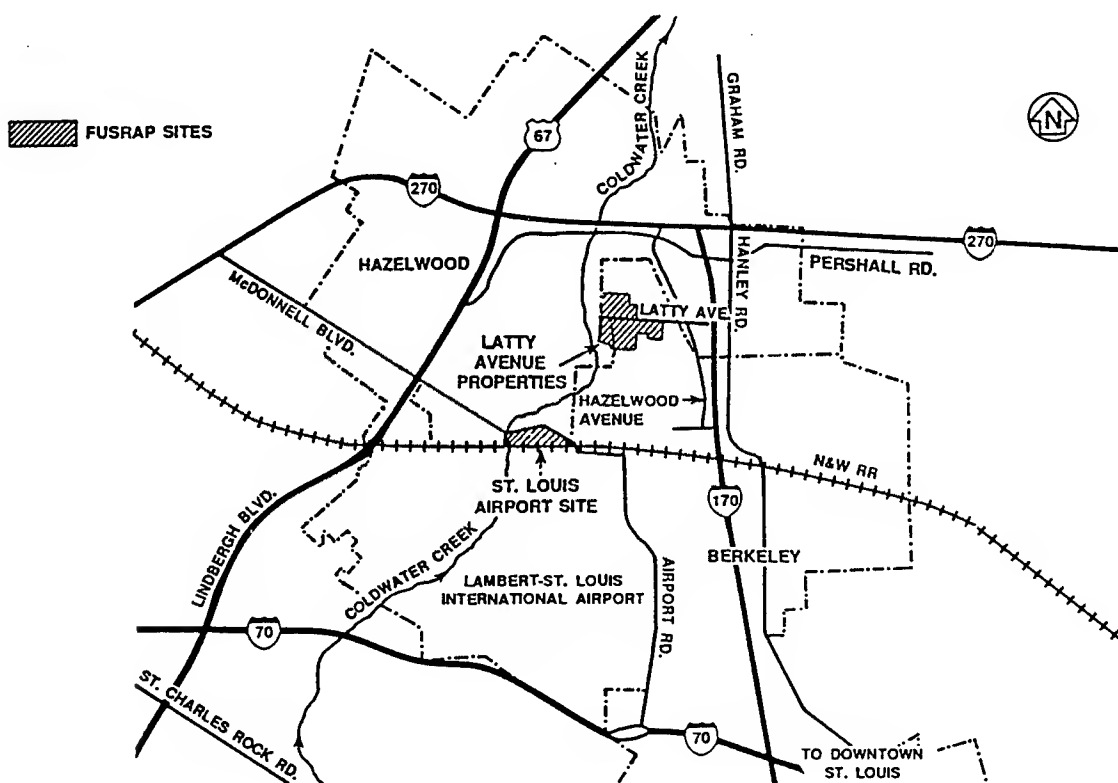 COLDWATER CREEK
GRAHAM RD.
FUSRAP SITES
N
67
270
270
HAZELWOOD
HANLEY RD.
PERSHALL RD.
McDONNELL BLVD.
LATTY AVE.
LATTY
AVENUE
PROPERTIES
HAZELWOOD
AVENUE
N&W RR
ST. LOUIS
AIRPORT SITE
170
LINDBERGH BLVD.
COLDWATER CREEK
BERKELEY
LAMBERT-ST. LOUIS
INTERNATIONAL AIRPORT
AIRPORT RD.
70
ST. CHARLES ROCK RD.
70
TO DOWNTOWN
ST. LOUIS